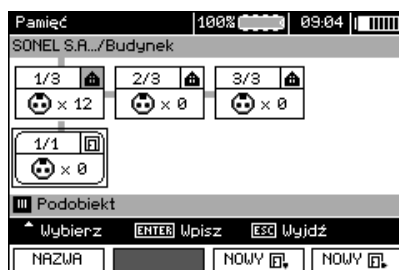 Pamięć 100% 09:04
SONEL S.A.../Budynek
1/3 2/3 3/3
x 12 x 0 x 0
1/1
x 0
Podobiekt
Wybierz ENTER Wpisz ESC Wyjdź
NAZWA NOWY NOWY